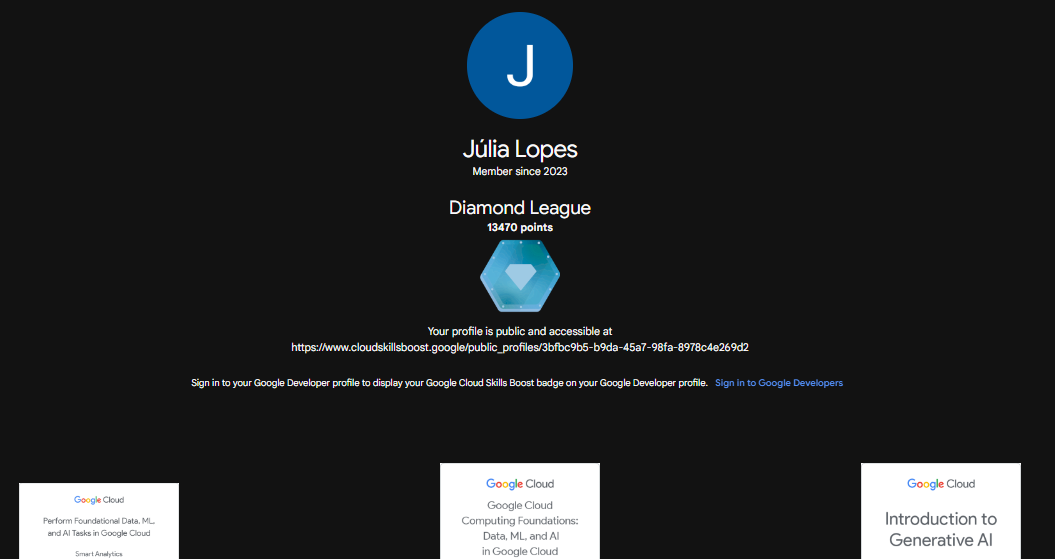 J
Júlia Lopes
Member since 2023
Diamond League
13470 points
Your profile is public and accessible at
https://www.cloudskillsboost.google/public_profiles/3bfbc9b5-b9da-45a7-98fa-8978c4e269d2
Sign in to your Google Developer profile to display your Google Cloud Skills Boost badge on your Google Developer profile. Sign in to Google Developers
Google Cloud
Perform Foundational Data, ML,
and AI Tasks in Google Cloud
Smart Analytics
Google Cloud
Google Cloud
Computing Foundations:
Data, ML, and AI
in Google Cloud
Google Cloud
Introduction to
Generative AI